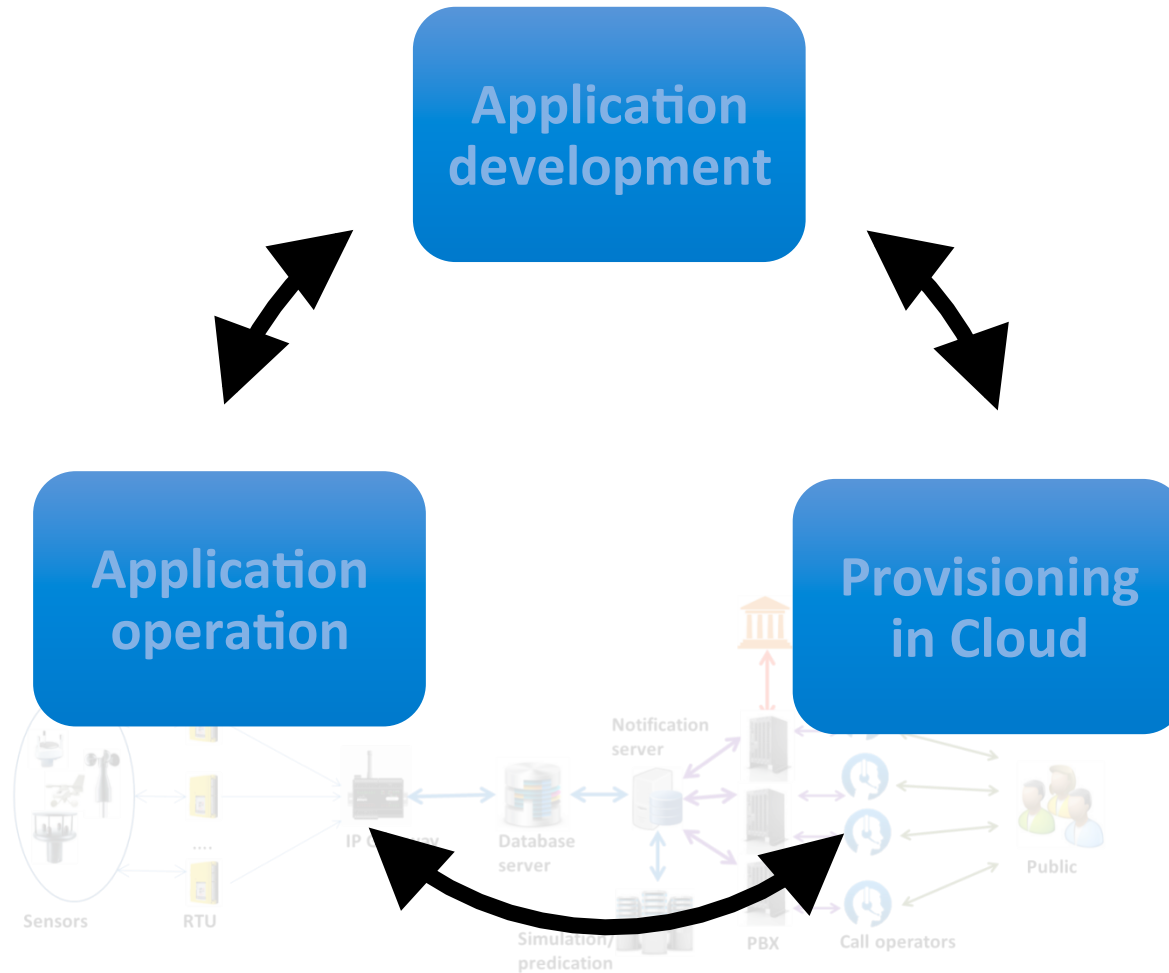 Application
development
Application
operation
Provisioning
in Cloud
Notification
server
....
Database
server
Public
Sensors
RTU
Simulation/
predication
PBX
Call operators